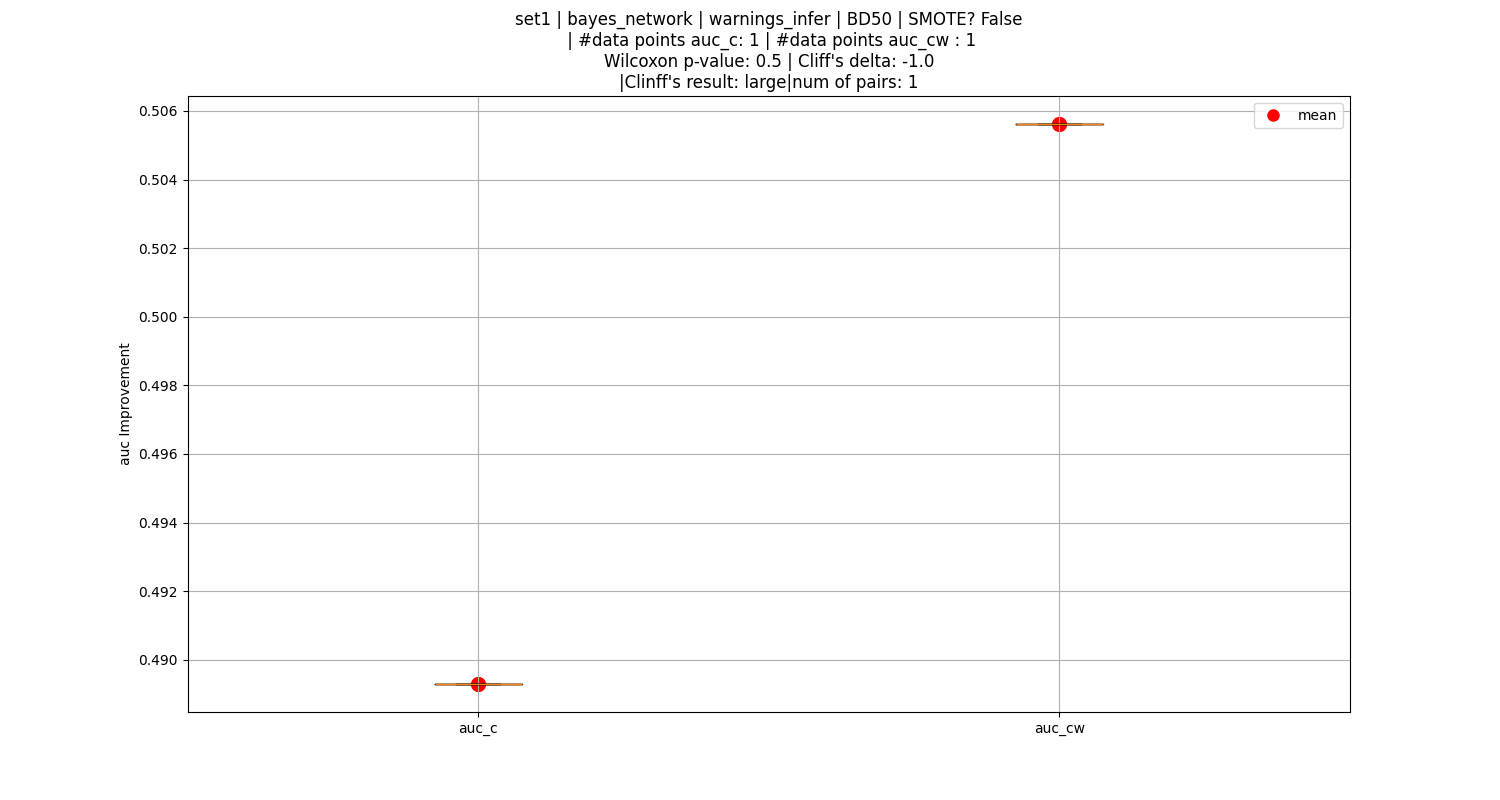 set1 | bayes_network | warnings_infer | BD50 | SMOTE? False
| #data points auc_c: 1 | #data points auc_cw : 1
Wilcoxon p-value: 0.5 | Cliff's delta: -1.0
|Clinff's result: large|num of pairs: 1
mean
0.506
0.504
0.502
0.500
0.498
0.496
0.494
0.492
0.490
auc Improvement
auc_c
auc_cw